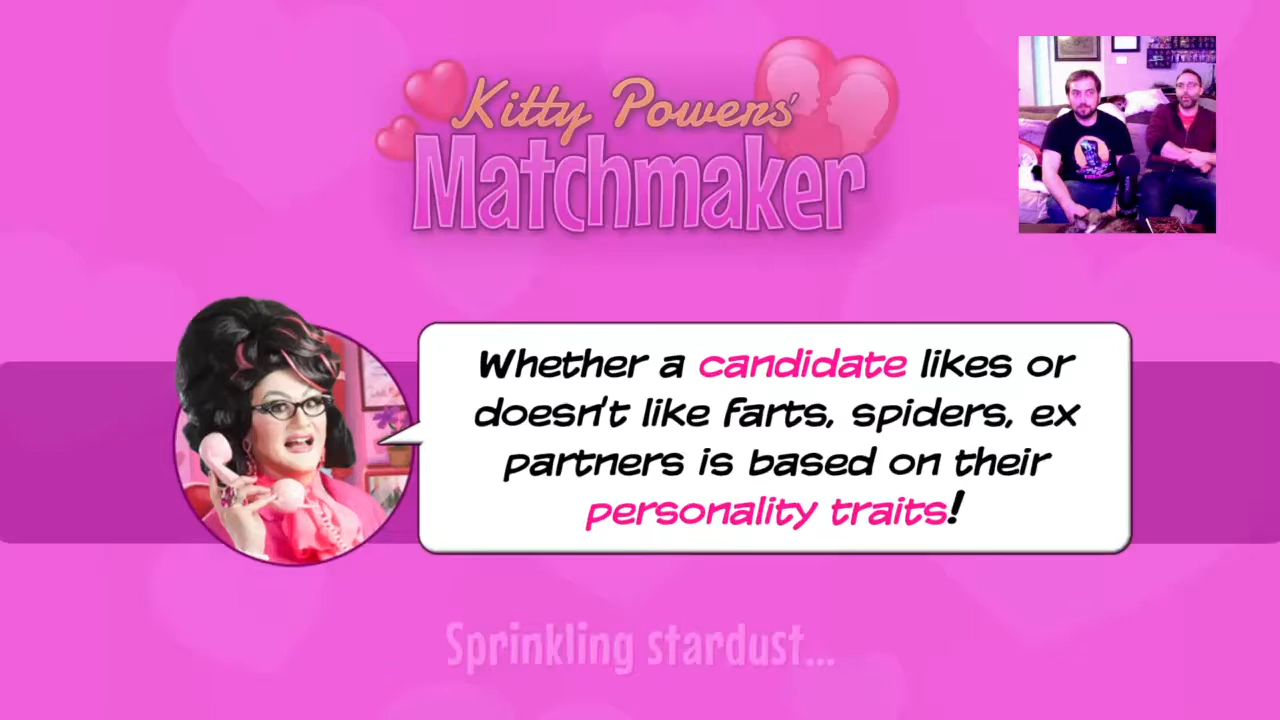 Kitty Powers'
Matchmaker
Whether a candidate likes or
doesn't like farts, spiders, ex
partners is based on their
personality traits!
Sprinkling stardust...